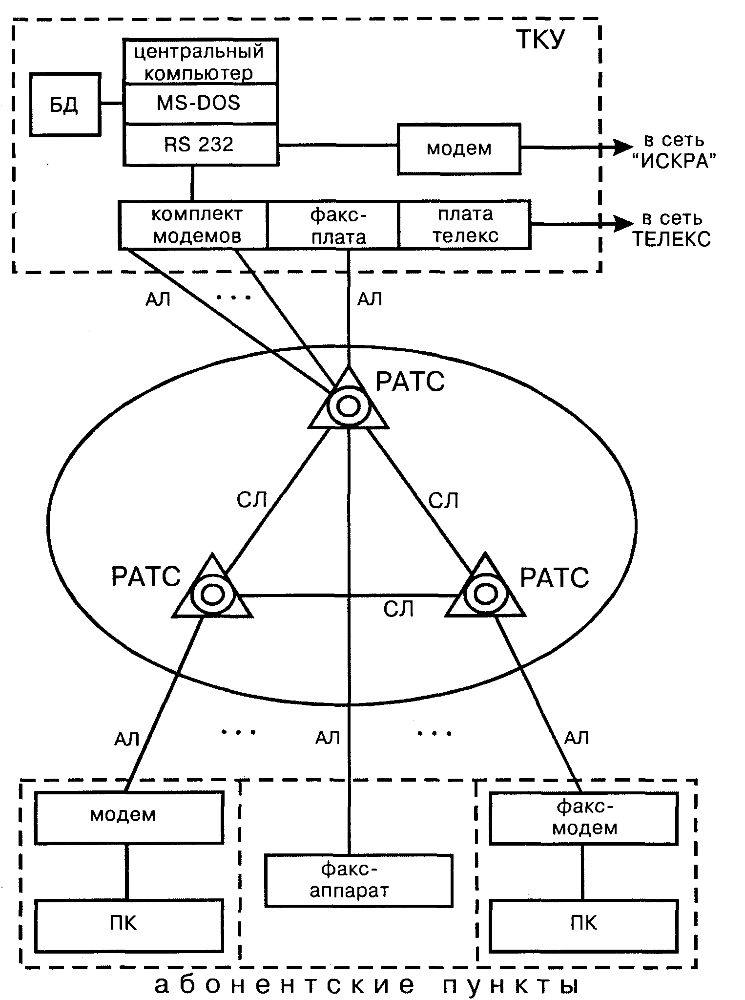 ТКУ
центральный
компьютер
БД
MS-DOS
RS 232
модем
в сеть
“ИСКРА”
комплект
модемов
факс-
плата
плата
телекс
в сеть
ТЕЛЕКС
АЛ
...
АЛ
РАТС
СЛ
СЛ
РАТС
РАТС
СЛ
АЛ
...
АЛ
...
АЛ
модем
факс-
модем
факс-
аппарат
ПК
ПК
абонентские пункты